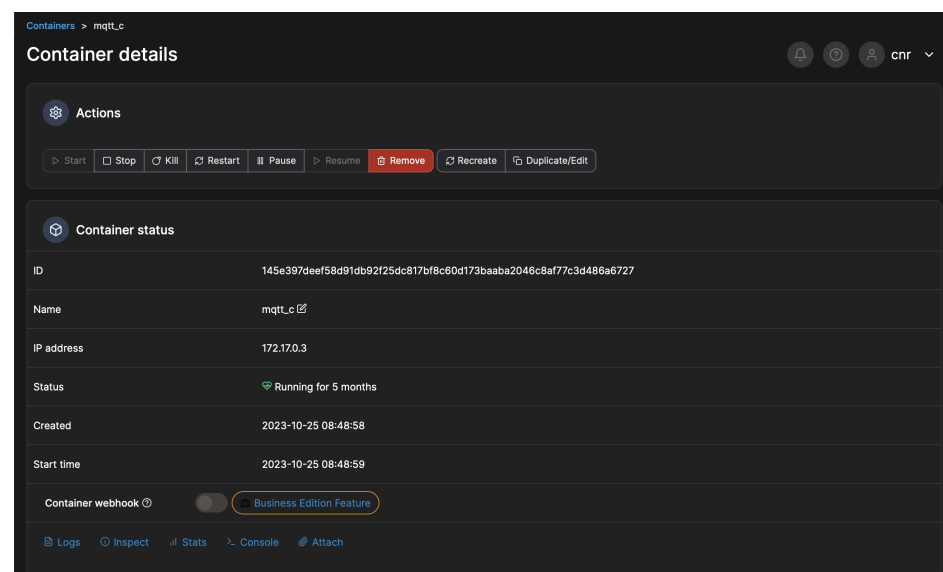 Containers > mqtt_c
Container details
cnr
Actions
Start Stop Kill Restart Pause Resume Remove Recreate Duplicate/Edit
Container status
ID 145e397deef58d91db92f25dc817bf8c60d173baaba2046c8af77c3d486a6727
Name mqtt_c
IP address 172.17.0.3
Status Running for 5 months
Created 2023-10-25 08:48:58
Start time 2023-10-25 08:48:59
Container webhook Business Edition Feature
Logs Inspect Stats Console Attach